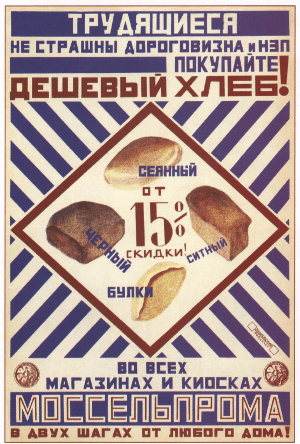 ТРУДЯЩИЕСЯ
НЕ СТРАШНЫ ДОРОГОВИЗНА и НЭП
ПОКУПАЙТЕ
ДЕШЕВЫЙ ХЛЕБ!
СЕЯННЫЙ
ОТ
15%
СКИДКИ!
ЧЕРНЫЙ
СИТНЫЙ
БУЛКИ
ВО ВСЕХ
МАГАЗИНАХ И КИОСКАХ
МОССЕЛЬПРОМА
В ДВУХ ШАГАХ ОТ ЛЮБОГО ДОМА!